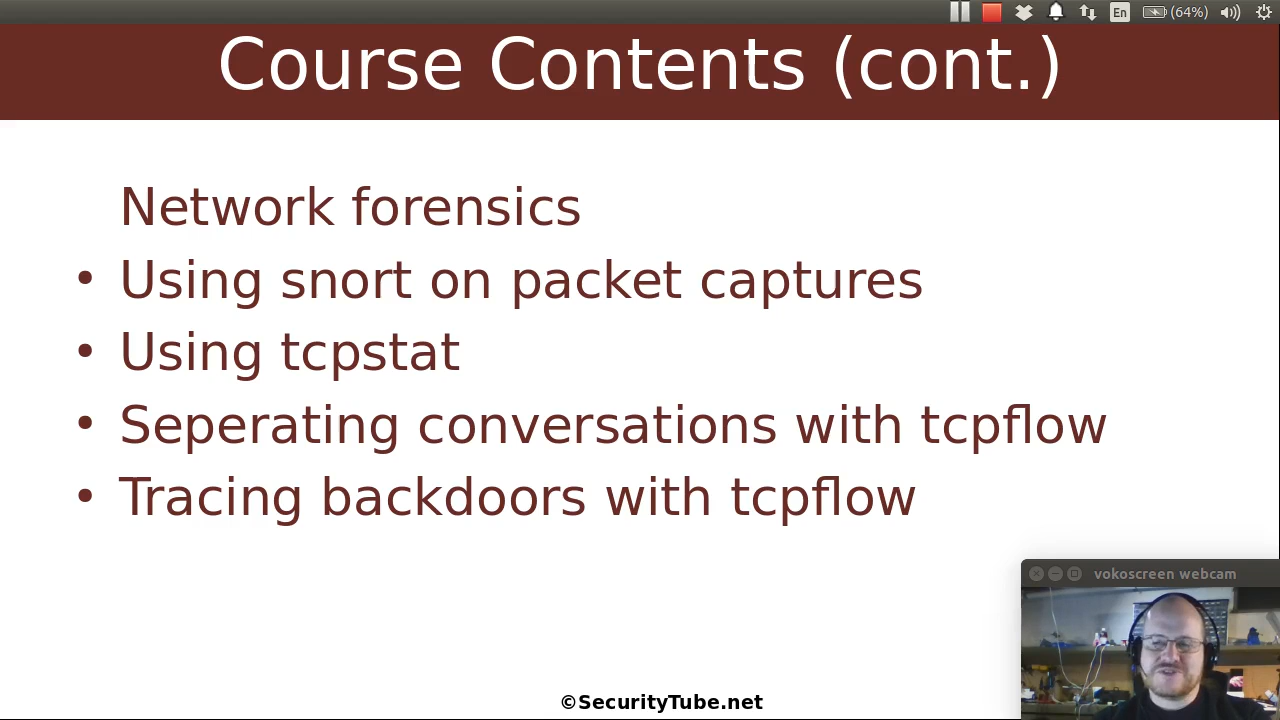 En (64%)
Course Contents (cont.)
Network forensics
• Using snort on packet captures
• Using tcpstat
• Seperating conversations with tcpflow
• Tracing backdoors with tcpflow
vokoscreen webcam
©SecurityTube.net